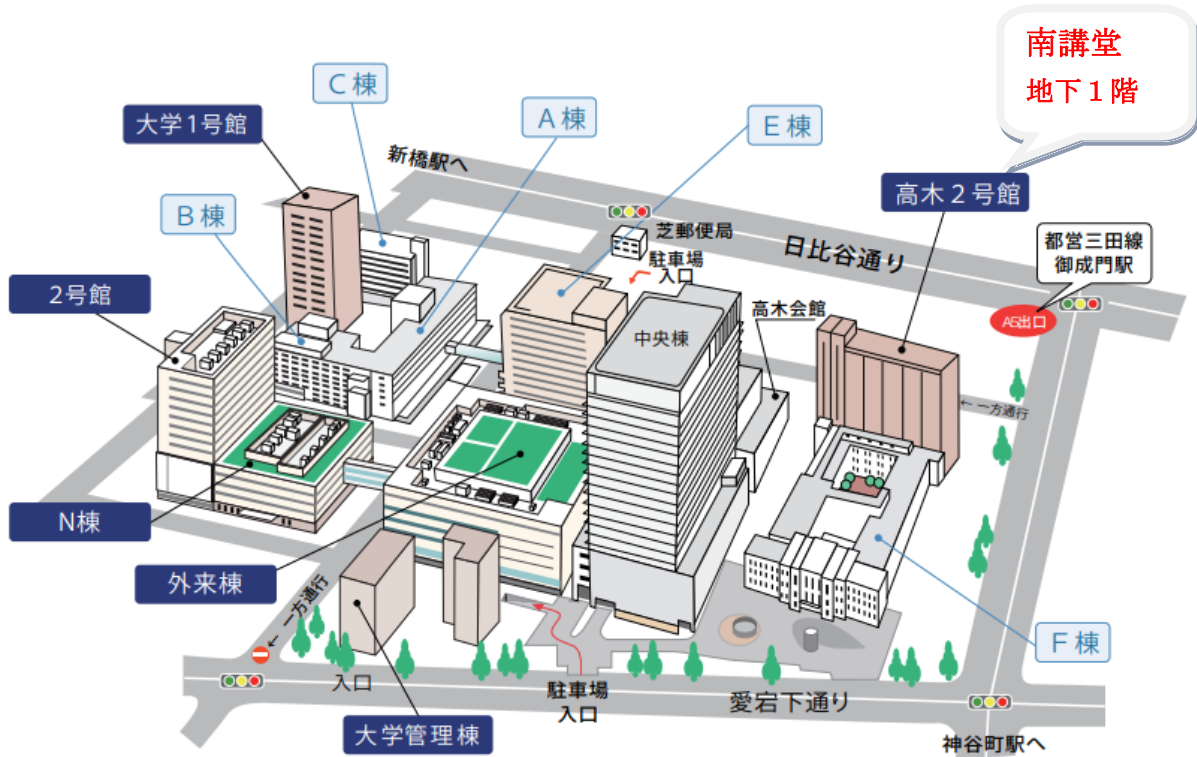 南講堂
地下１階
C棟
大学1号館
A棟
E棟
新橋駅へ
高木２号館
B棟
芝郵便局
日比谷通り
都営三田線
御成門駅
駐車場
入口
2号館
A5出口
高木会館
中央棟
← 一方通行
N棟
外来棟
← 一方通行
F棟
入口
駐車場
入口
愛宕下通り
大学管理棟
神谷町駅へ